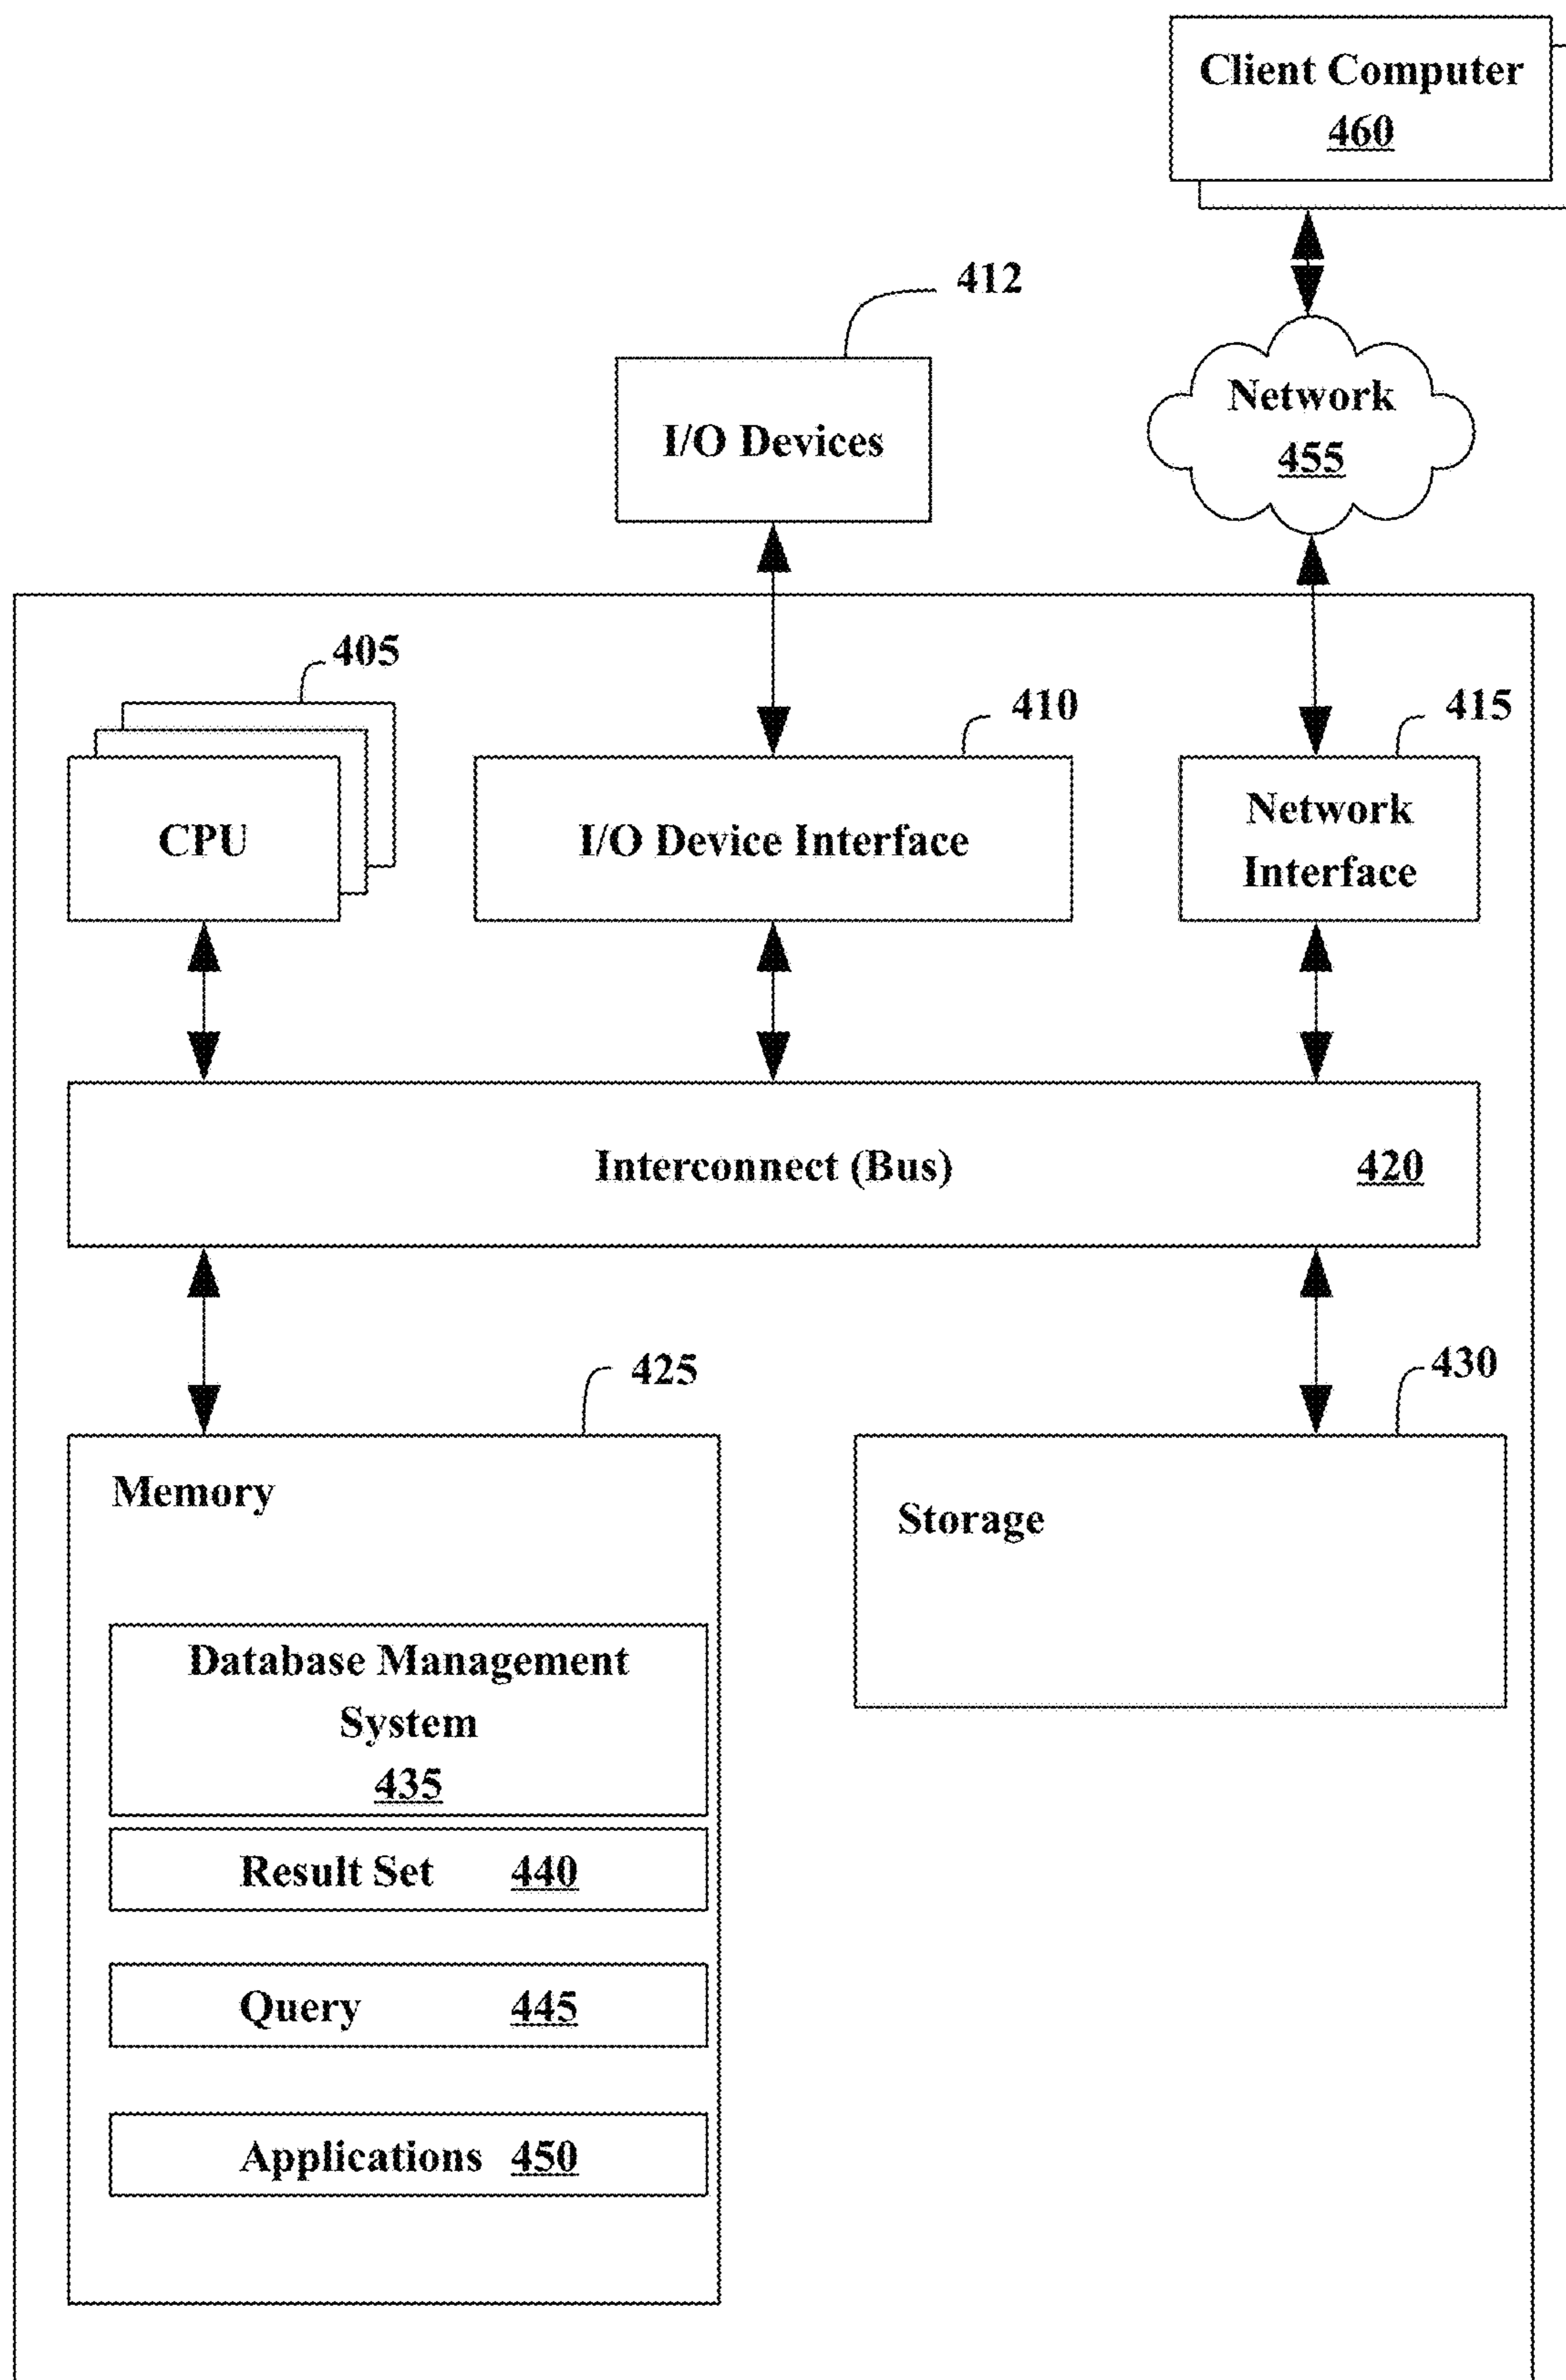 Client Computer
460
412
I/O Devices
Network
455
405
410
415
CPU
I/O Device Interface
Network
Interface
Interconnect (Bus) 420
425
430
Memory
Storage
Database Management
System
435
Result Set 440
Query 445
Applications 450